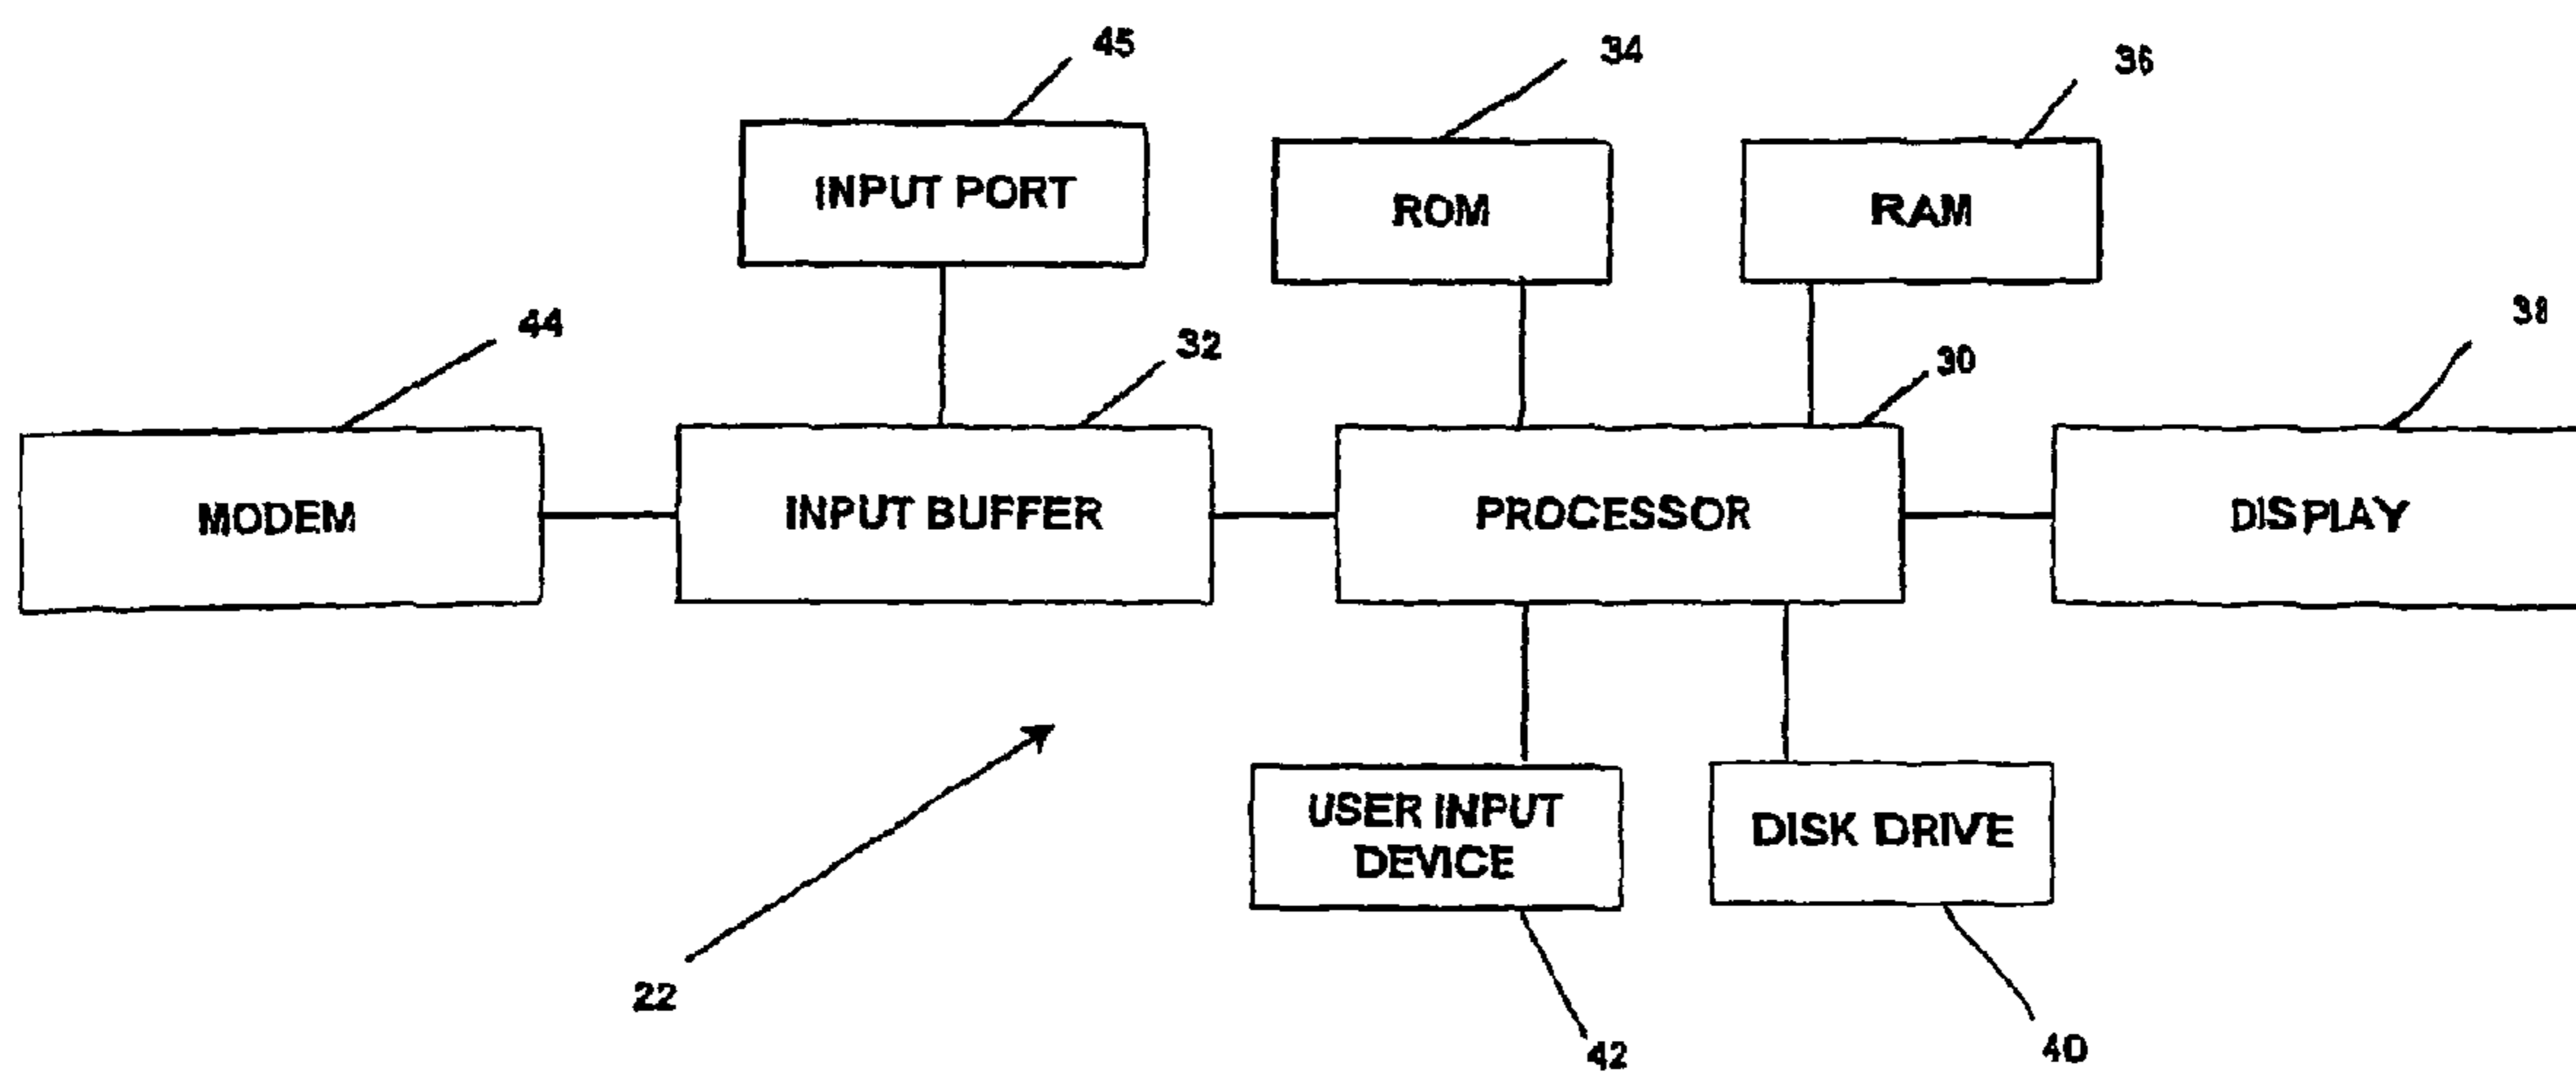 45
34
36
INPUT PORT
ROM
RAM
44
32
30
38
MODEM
INPUT BUFFER
PROCESSOR
DISPLAY
USER INPUT
DEVICE
DISK DRIVE
22
42
40